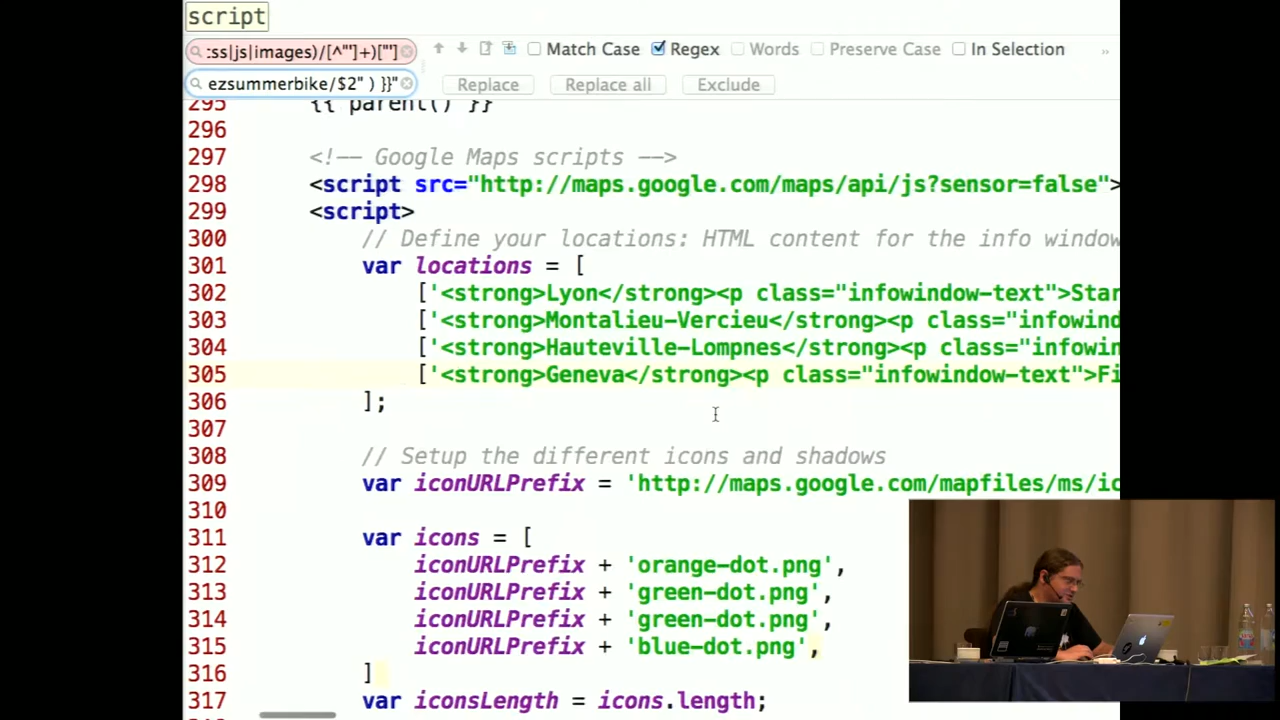 script
:ss|js|images)/[^"']+)["']
Match Case
Regex
Words
Preserve Case
In Selection
»
ezsummerbike/$2" ) }}"
Replace
Replace all
Exclude
295 {{ parent() }}
296
297 <!-- Google Maps scripts -->
298 <script src="http://maps.google.com/maps/api/js?sensor=false">
299 <script>
300 // Define your locations: HTML content for the info window
301 var locations = [
302 ['<strong>Lyon</strong><p class="infowindow-text">Star
303 ['<strong>Montalieu-Vercieu</strong><p class="infowind
304 ['<strong>Hauteville-Lompnes</strong><p class="infowin
305 ['<strong>Geneva</strong><p class="infowindow-text">Fi
306 ];
307
308 // Setup the different icons and shadows
309 var iconURLPrefix = 'http://maps.google.com/mapfiles/ms/ic
310
311 var icons = [
312 iconURLPrefix + 'orange-dot.png',
313 iconURLPrefix + 'green-dot.png',
314 iconURLPrefix + 'green-dot.png',
315 iconURLPrefix + 'blue-dot.png',
316 ]
317 var iconsLength = icons.length;